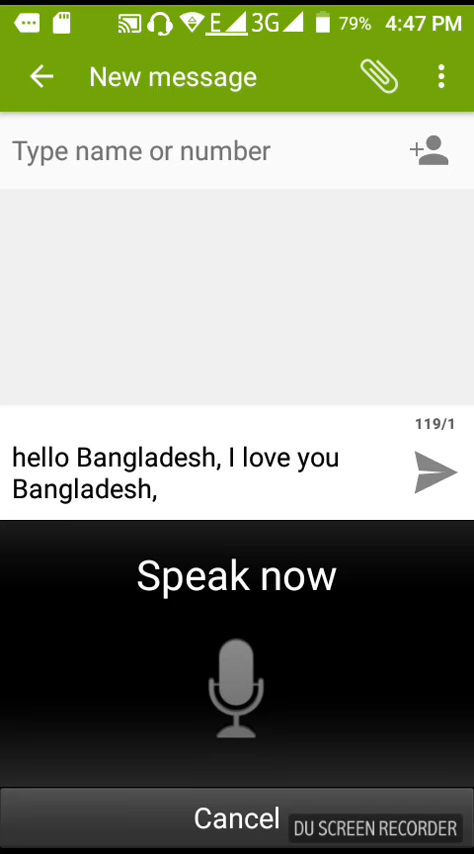 E 3G 79% 4:47 PM
New message
Type name or number
119/1
hello Bangladesh, I love you
Bangladesh,
Speak now
Cancel
DU SCREEN RECORDER